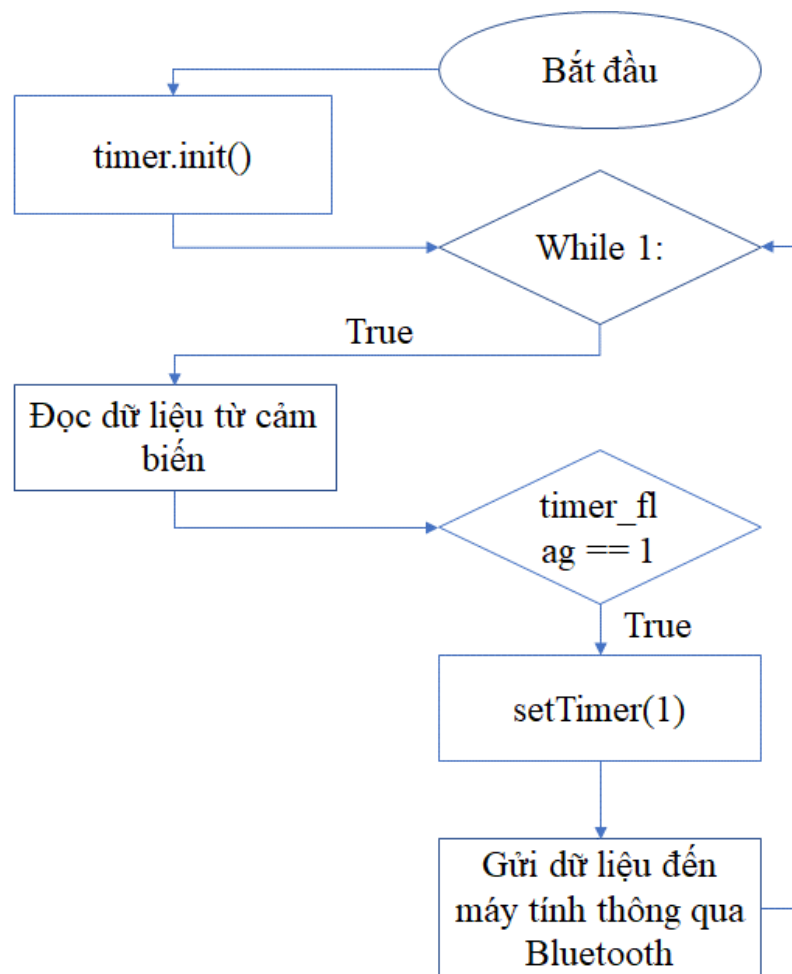 Bắt đầu
timer.init()
While 1:
True
Đọc dữ liệu từ cảm
biến
timer_fl
ag == 1
True
setTimer(1)
Gửi dữ liệu đến
máy tính thông qua
Bluetooth